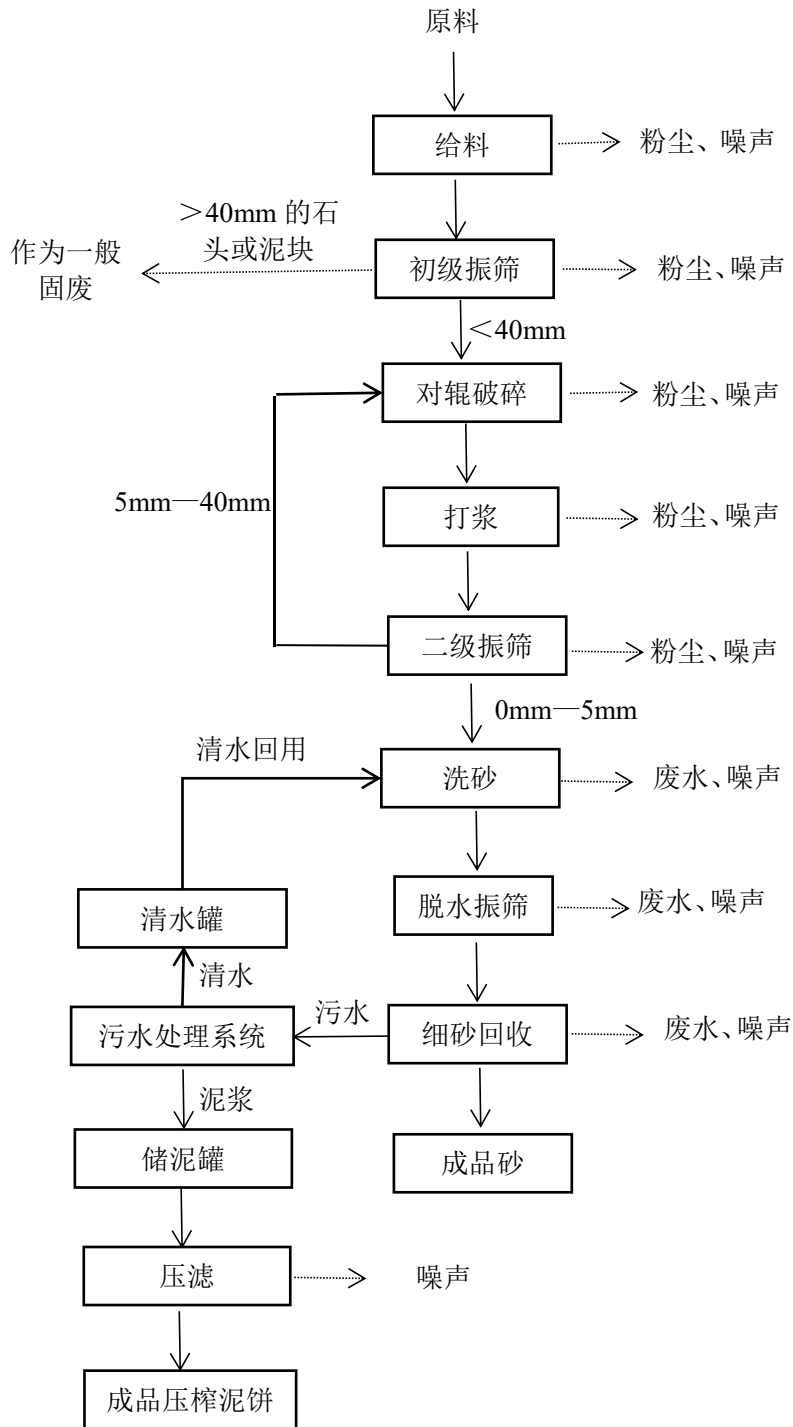 原料
给料
粉尘、噪声
>40mm 的石
头或泥块
作为一般
固废
初级振筛
粉尘、噪声
<40mm
对辊破碎
粉尘、噪声
5mm—40mm
打浆
粉尘、噪声
二级振筛
粉尘、噪声
0mm—5mm
清水回用
洗砂
废水、噪声
清水罐
脱水振筛
废水、噪声
清水
污水处理系统
污水
细砂回收
废水、噪声
泥浆
储泥罐
成品砂
压滤
噪声
成品压榨泥饼